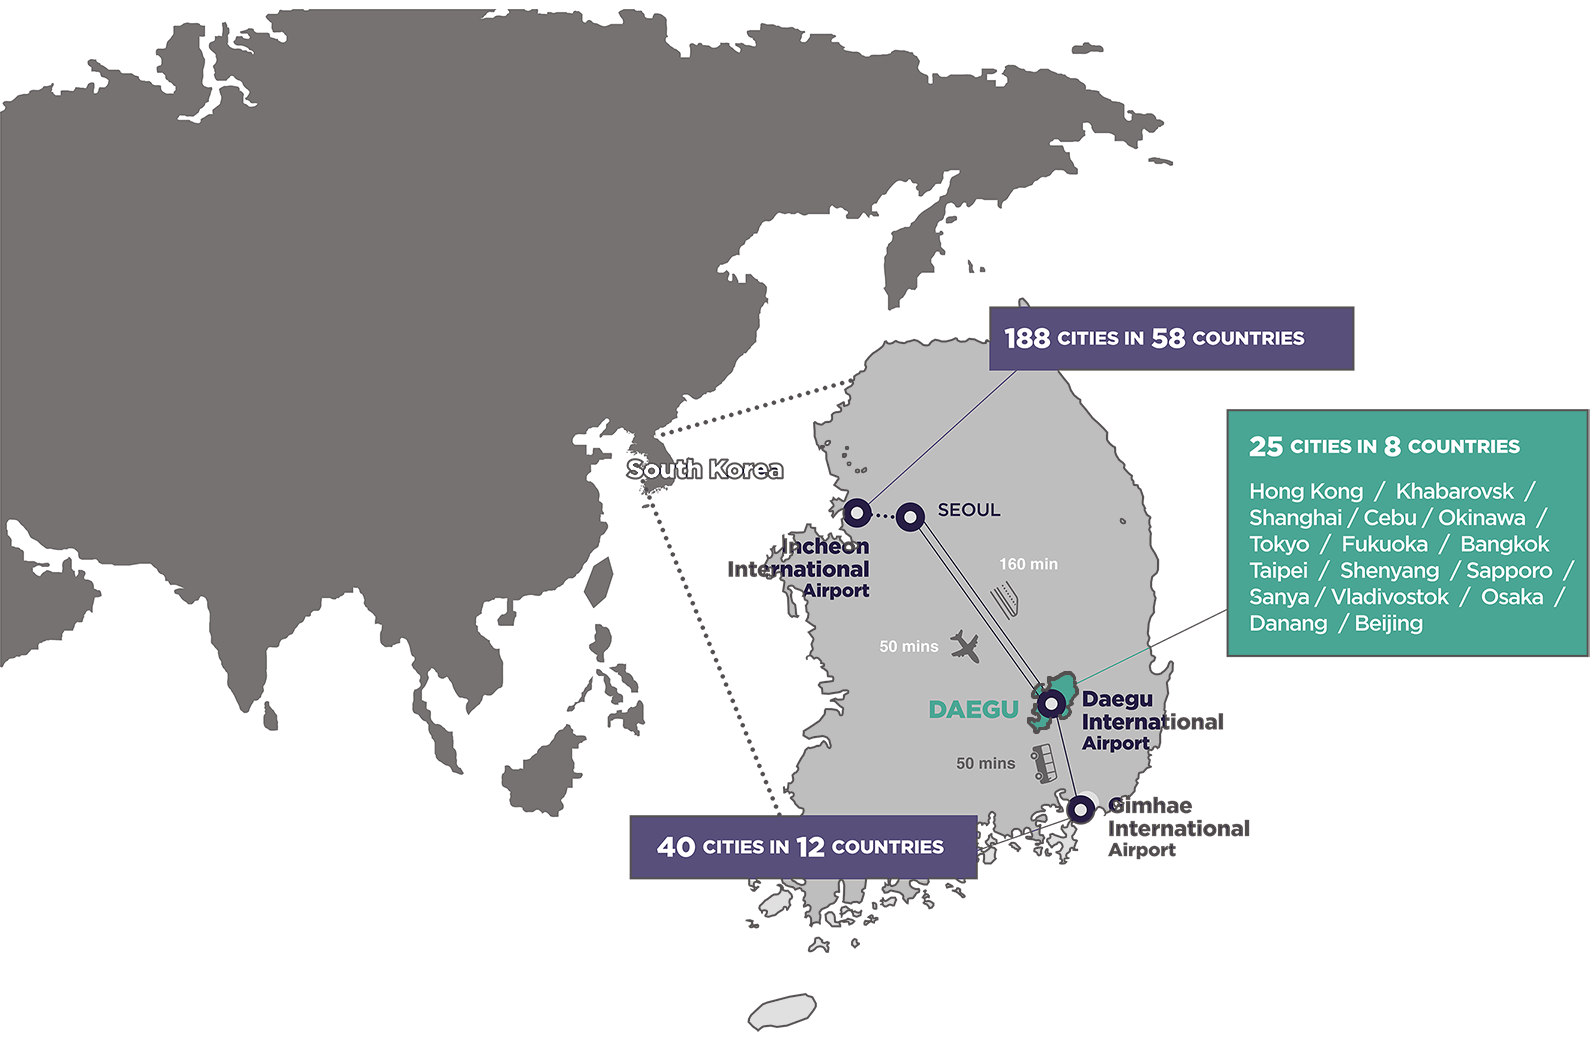 188 CITIES IN 58 COUNTRIES
25 CITIES IN 8 COUNTRIES
Hong Kong / Khabarovsk /
Shanghai / Cebu / Okinawa /
Tokyo / Fukuoka / Bangkok
Taipei / Shenyang / Sapporo /
Sanya / Vladivostok / Osaka /
Danang / Beijing
South Korea
SEOUL
Incheon
International
Airport
160 min
50 mins
DAEGU
Daegu
International
Airport
50 mins
Gimhae
International
Airport
40 CITIES IN 12 COUNTRIES